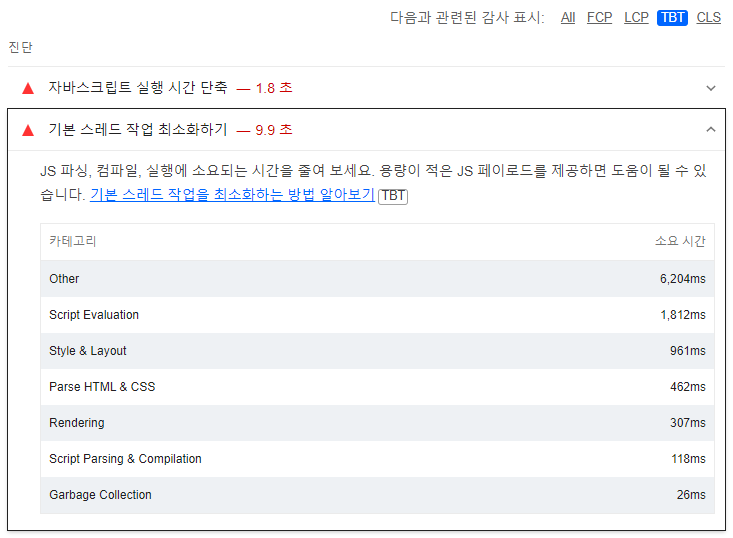 다음과 관련된 감사 표시: All FCP LCP TBT CLS
진단
자바스크립트 실행 시간 단축 — 1.8 초
기본 스레드 작업 최소화하기 — 9.9 초
JS 파싱, 컴파일, 실행에 소요되는 시간을 줄여 보세요. 용량이 적은 JS 페이로드를 제공하면 도움이 될 수 있
습니다. 기본 스레드 작업을 최소화하는 방법 알아보기 TBT
카테고리 소요 시간
Other 6,204ms
Script Evaluation 1,812ms
Style & Layout 961ms
Parse HTML & CSS 462ms
Rendering 307ms
Script Parsing & Compilation 118ms
Garbage Collection 26ms